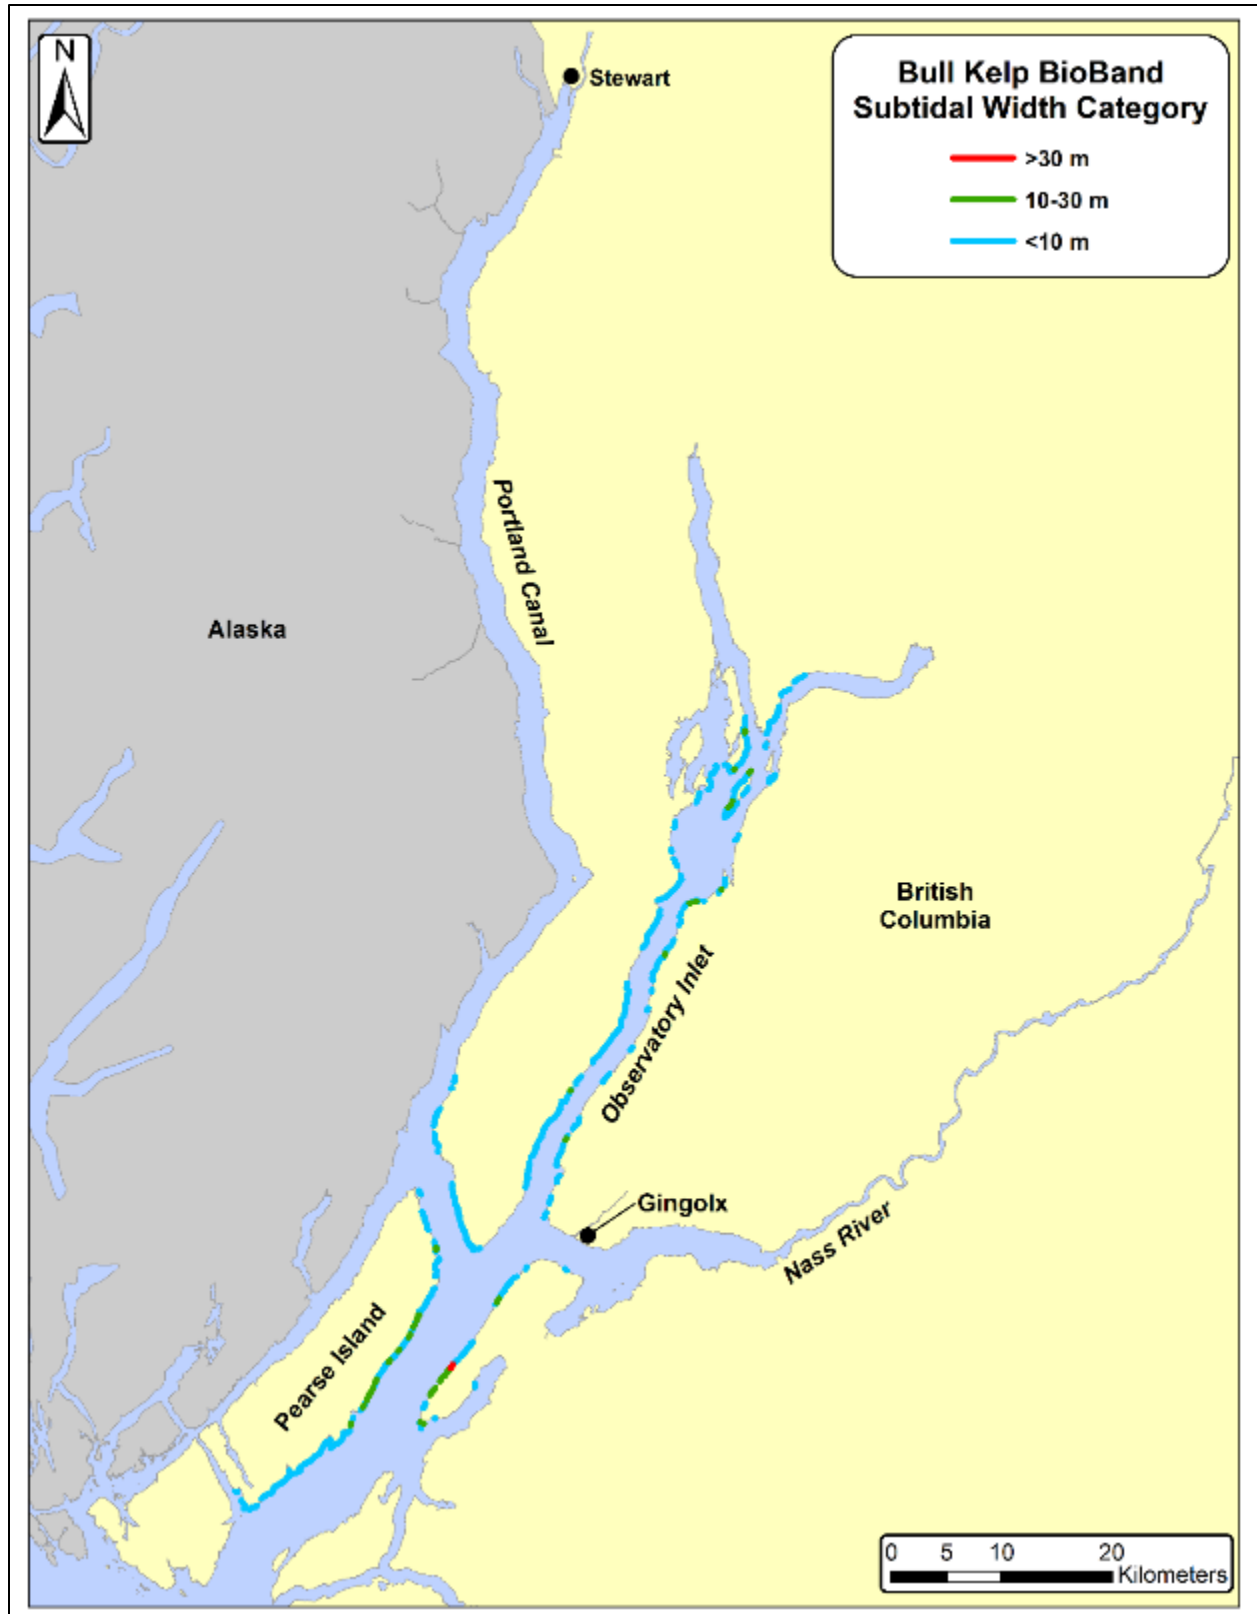 N
Stewart
Bull Kelp BioBand
Subtidal Width Category
>30 m
10-30 m
<10 m
Portland Canal
Alaska
British
Columbia
Observatory Inlet
Gingolx
Nass River
Pearse Island
0 5 10 20
Kilometers